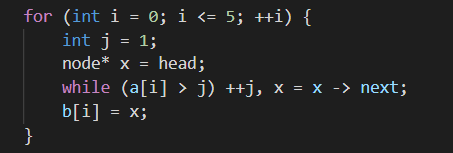 for (int i = 0; i <= 5; ++i) {
    int j = 1;
    node* x = head;
    while (a[i] > j) ++j, x = x -> next;
    b[i] = x;
}